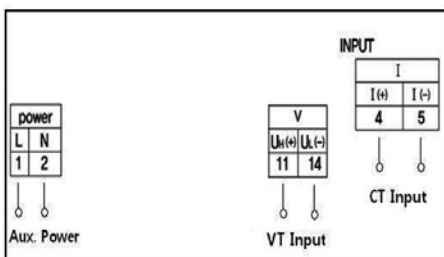 INPUT
I
I (+) I (-)
4 5
CT Input
power
L N
1 2
Aux. Power
V
UH(+) UL(-)
11 14
VT Input